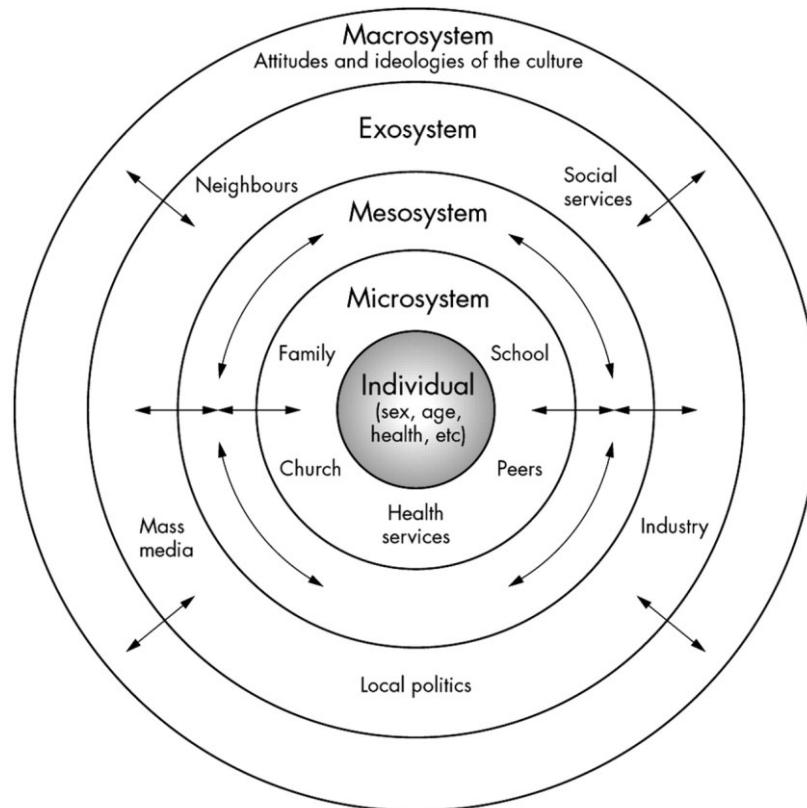 Macrosystem
Attitudes and ideologies of the culture
Exosystem
Neighbours
Social
services
Mesosystem
Microsystem
Family
School
Individual
(sex, age,
health, etc)
Church
Peers
Health
services
Mass
media
Industry
Local politics